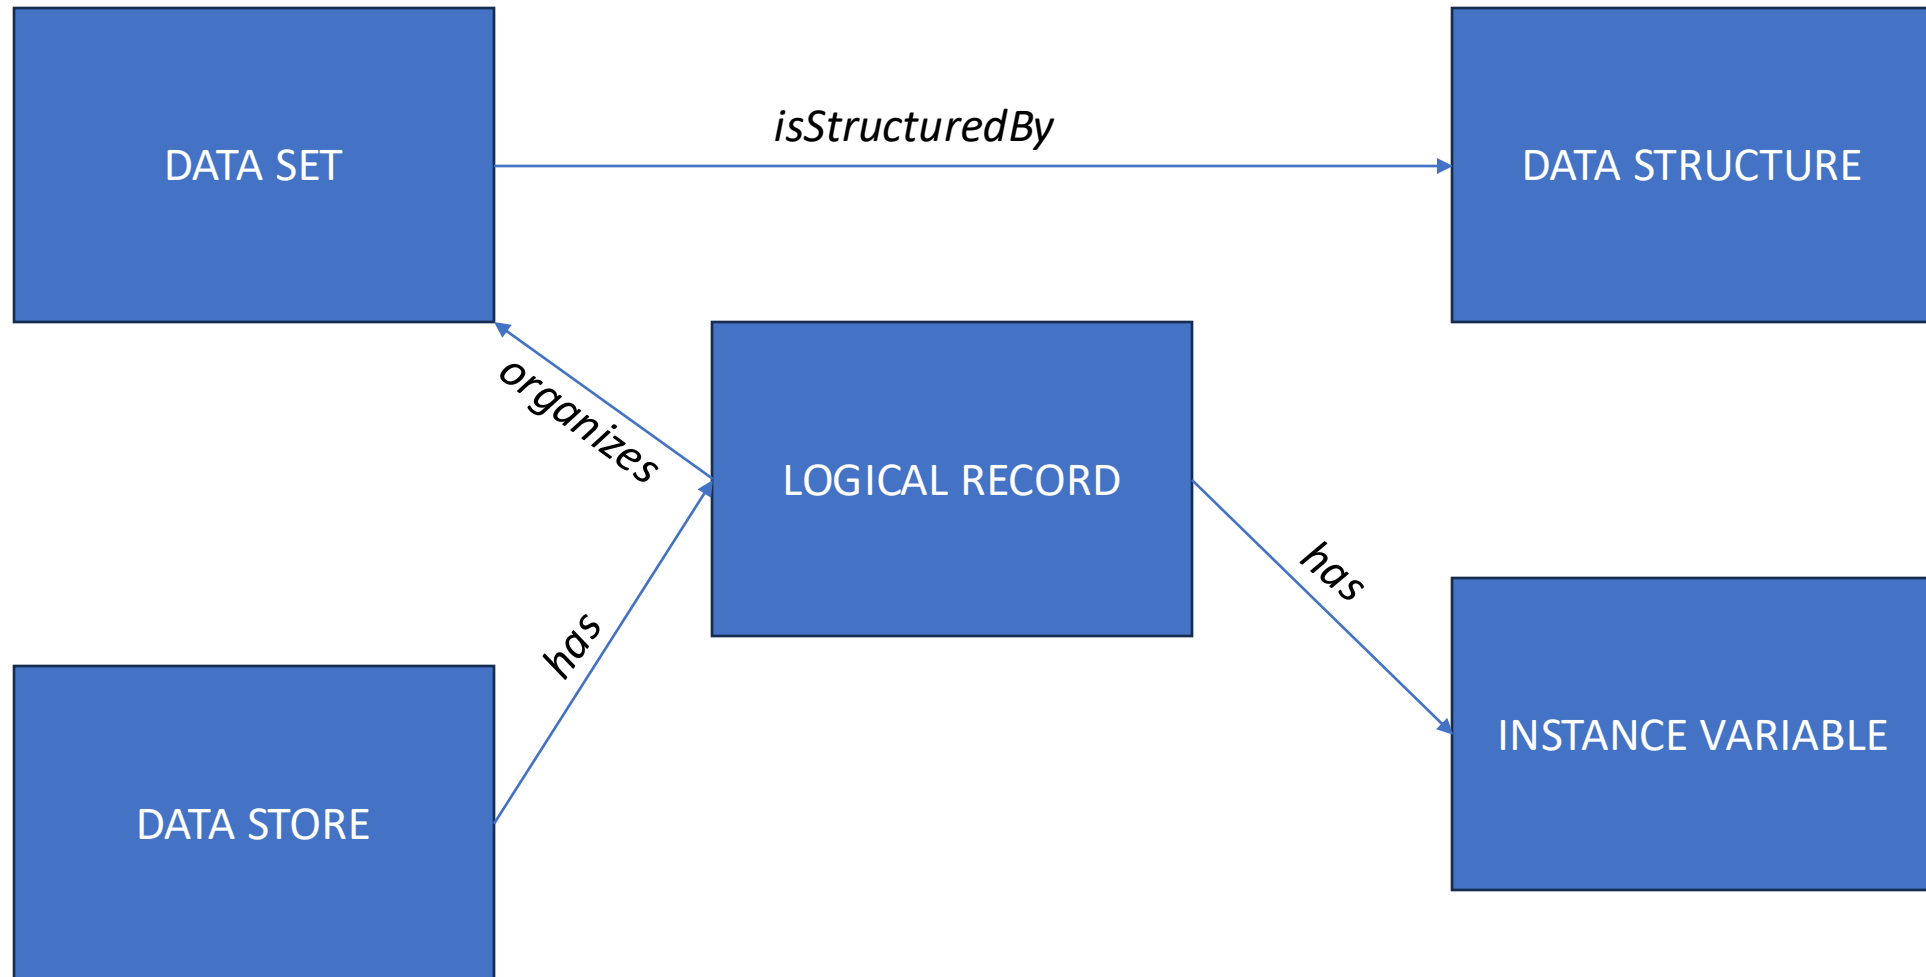 DATA SET
isStructuredBy
DATA STRUCTURE
organizes
LOGICAL RECORD
has
has
INSTANCE VARIABLE
DATA STORE